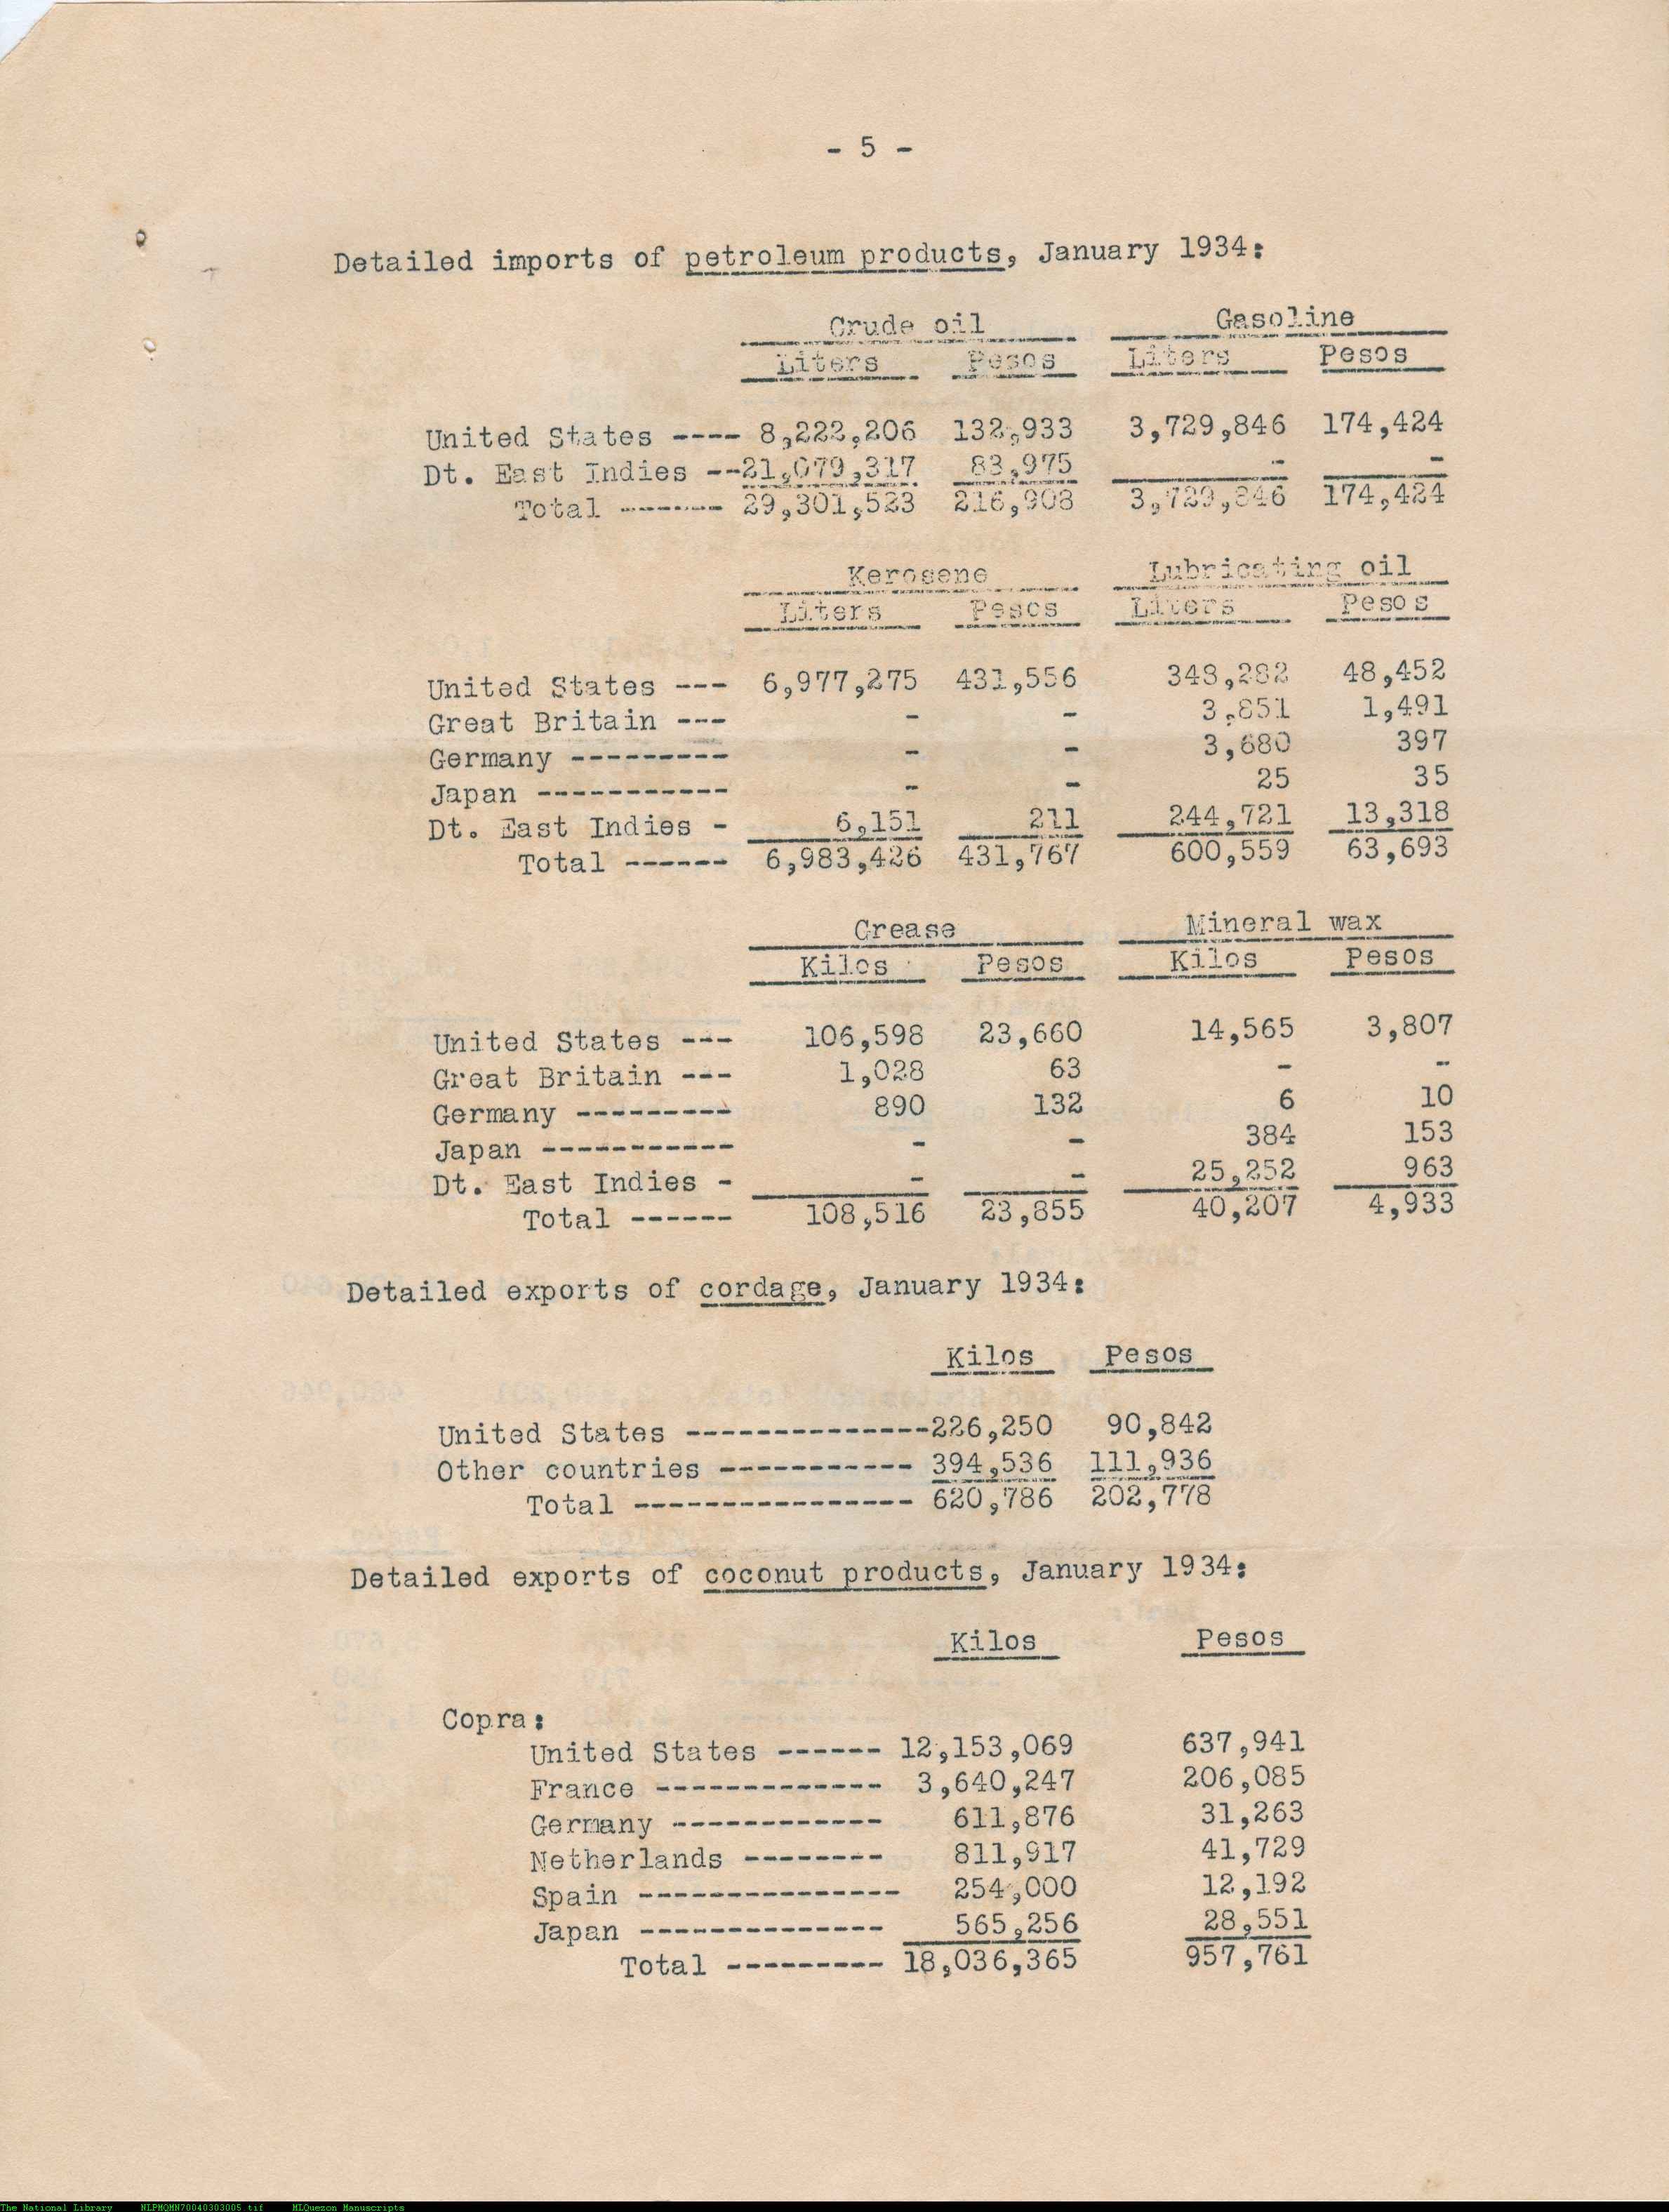 - 5 -
Detailed imports of petroleum products, January 1934:
Crude oil Gasoline
Liters Pesos Liters Pesos
United States ---- 8,222,206 132,933 3,729,846 174,424
Dt. East Indies --21,079,317 83,975 - -
Total ------- 29,301,523 216,908 3,729,846 174,424
Kerosene Lubricating oil
Liters Pesos Liters Pesos
United States --- 6,977,275 431,556 348,282 48,452
Great Britain --- - - 3,851 1,491
Germany --------- - - 3,680 397
Japan ----------- - - 25 35
Dt. East Indies - 6,151 211 244,721 13,318
Total ------ 6,983,426 431,767 600,559 63,693
Grease Mineral wax
Kilos Pesos Kilos Pesos
United States --- 106,598 23,660 14,565 3,807
Great Britain --- 1,028 63 - -
Germany --------- 890 132 6 10
Japan ----------- - - 384 153
Dt. East Indies - - - 25,252 963
Total ------ 108,516 23,855 40,207 4,933
Detailed exports of cordage, January 1934:
Kilos Pesos
United States --------------226,250 90,842
Other countries ----------- 394,536 111,936
Total ---------------- 620,786 202,778
Detailed exports of coconut products, January 1934:
Kilos Pesos
Copra:
United States ------ 12,153,069 637,941
France ------------- 3,640,247 206,085
Germany ------------ 611,876 31,263
Netherlands -------- 811,917 41,729
Spain --------------- 254,000 12,192
Japan -------------- 565,256 28,551
Total --------- 18,036,365 957,761
The National Library NLPMQMN70040303005.tif MLQuezon Manuscripts